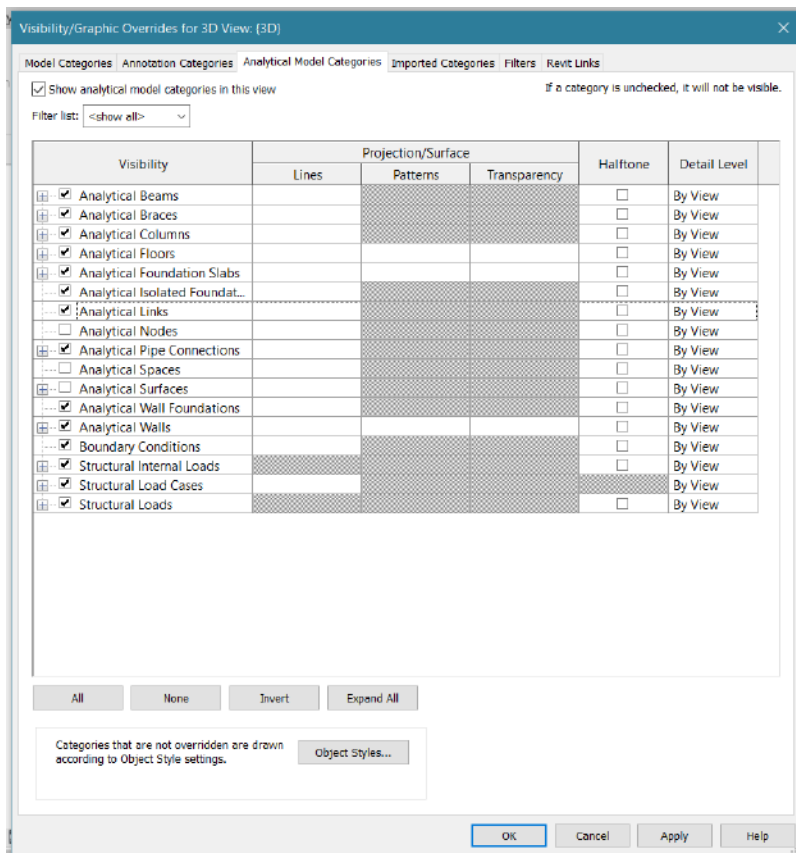 Visibility/Graphic Overrides for 3D View: {3D}
Model Categories Annotation Categories Analytical Model Categories Imported Categories Filters Revit Links
Show analytical model categories in this view If a category is unchecked, it will not be visible.
Filter list: <show all>
Visibility Projection/Surface Halftone Detail Level
Lines Patterns Transparency
Analytical Beams By View
Analytical Braces By View
Analytical Columns By View
Analytical Floors By View
Analytical Foundation Slabs By View
Analytical Isolated Foundat... By View
Analytical Links By View
Analytical Nodes By View
Analytical Pipe Connections By View
Analytical Spaces By View
Analytical Surfaces By View
Analytical Wall Foundations By View
Analytical Walls By View
Boundary Conditions By View
Structural Internal Loads By View
Structural Load Cases By View
Structural Loads By View
All None Invert Expand All
Categories that are not overridden are drawn
according to Object Style settings.
Object Styles...
OK Cancel Apply Help